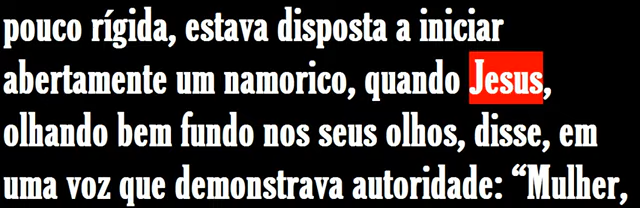 pouco rígida, estava disposta a iniciar
abertamente um namorico, quando Jesus,
olhando bem fundo nos seus olhos, disse, em
uma voz que demonstrava autoridade: “Mulher,